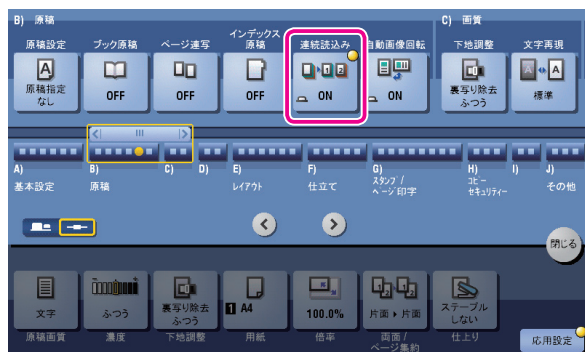 B) 原稿
C) 画質
原稿設定
ブック原稿
ページ連写
インデックス
原稿
連続読込み
自動画像回転
下地調整
文字再現
原稿指定
なし
OFF
OFF
OFF
ON
ON
裏写り除去
ふつう
標準
A)
基本設定
B)
原稿
C)
D)
E)
レイアウト
F)
仕立て
G)
スタンプ/
ページ印字
H)
コピー
セキュリティー
I)
J)
その他
閉じる
文字
ふつう
裏写り除去
ふつう
1 A4
100.0%
片面 ▸ 片面
ステープル
しない
原稿画質
濃度
下地調整
用紙
倍率
両面 /
ページ集約
仕上り
応用設定